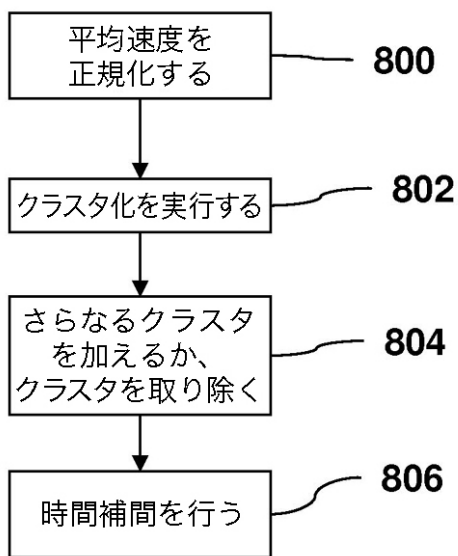 平均速度を
正規化する
800
クラスタ化を実行する
802
さらなるクラスタ
を加えるか、
クラスタを取り除く
804
時間補間を行う
806